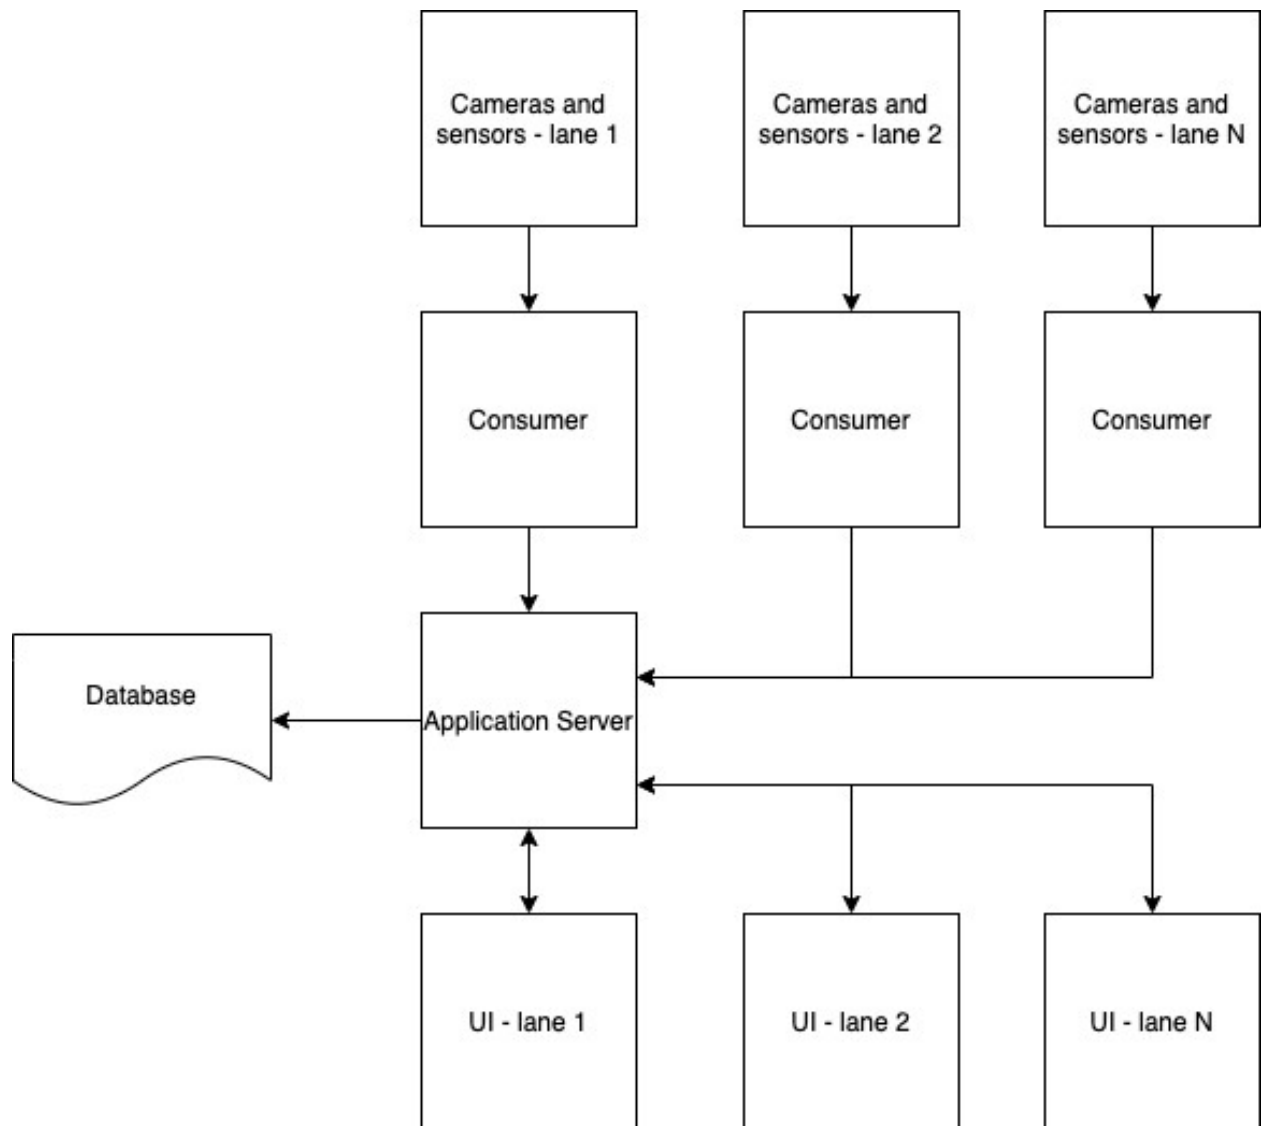 Cameras and
sensors - lane 1
Cameras and
sensors - lane 2
Cameras and
sensors - lane N
Consumer
Consumer
Consumer
Database
Application Server
UI - lane 1
UI - lane 2
UI - lane N